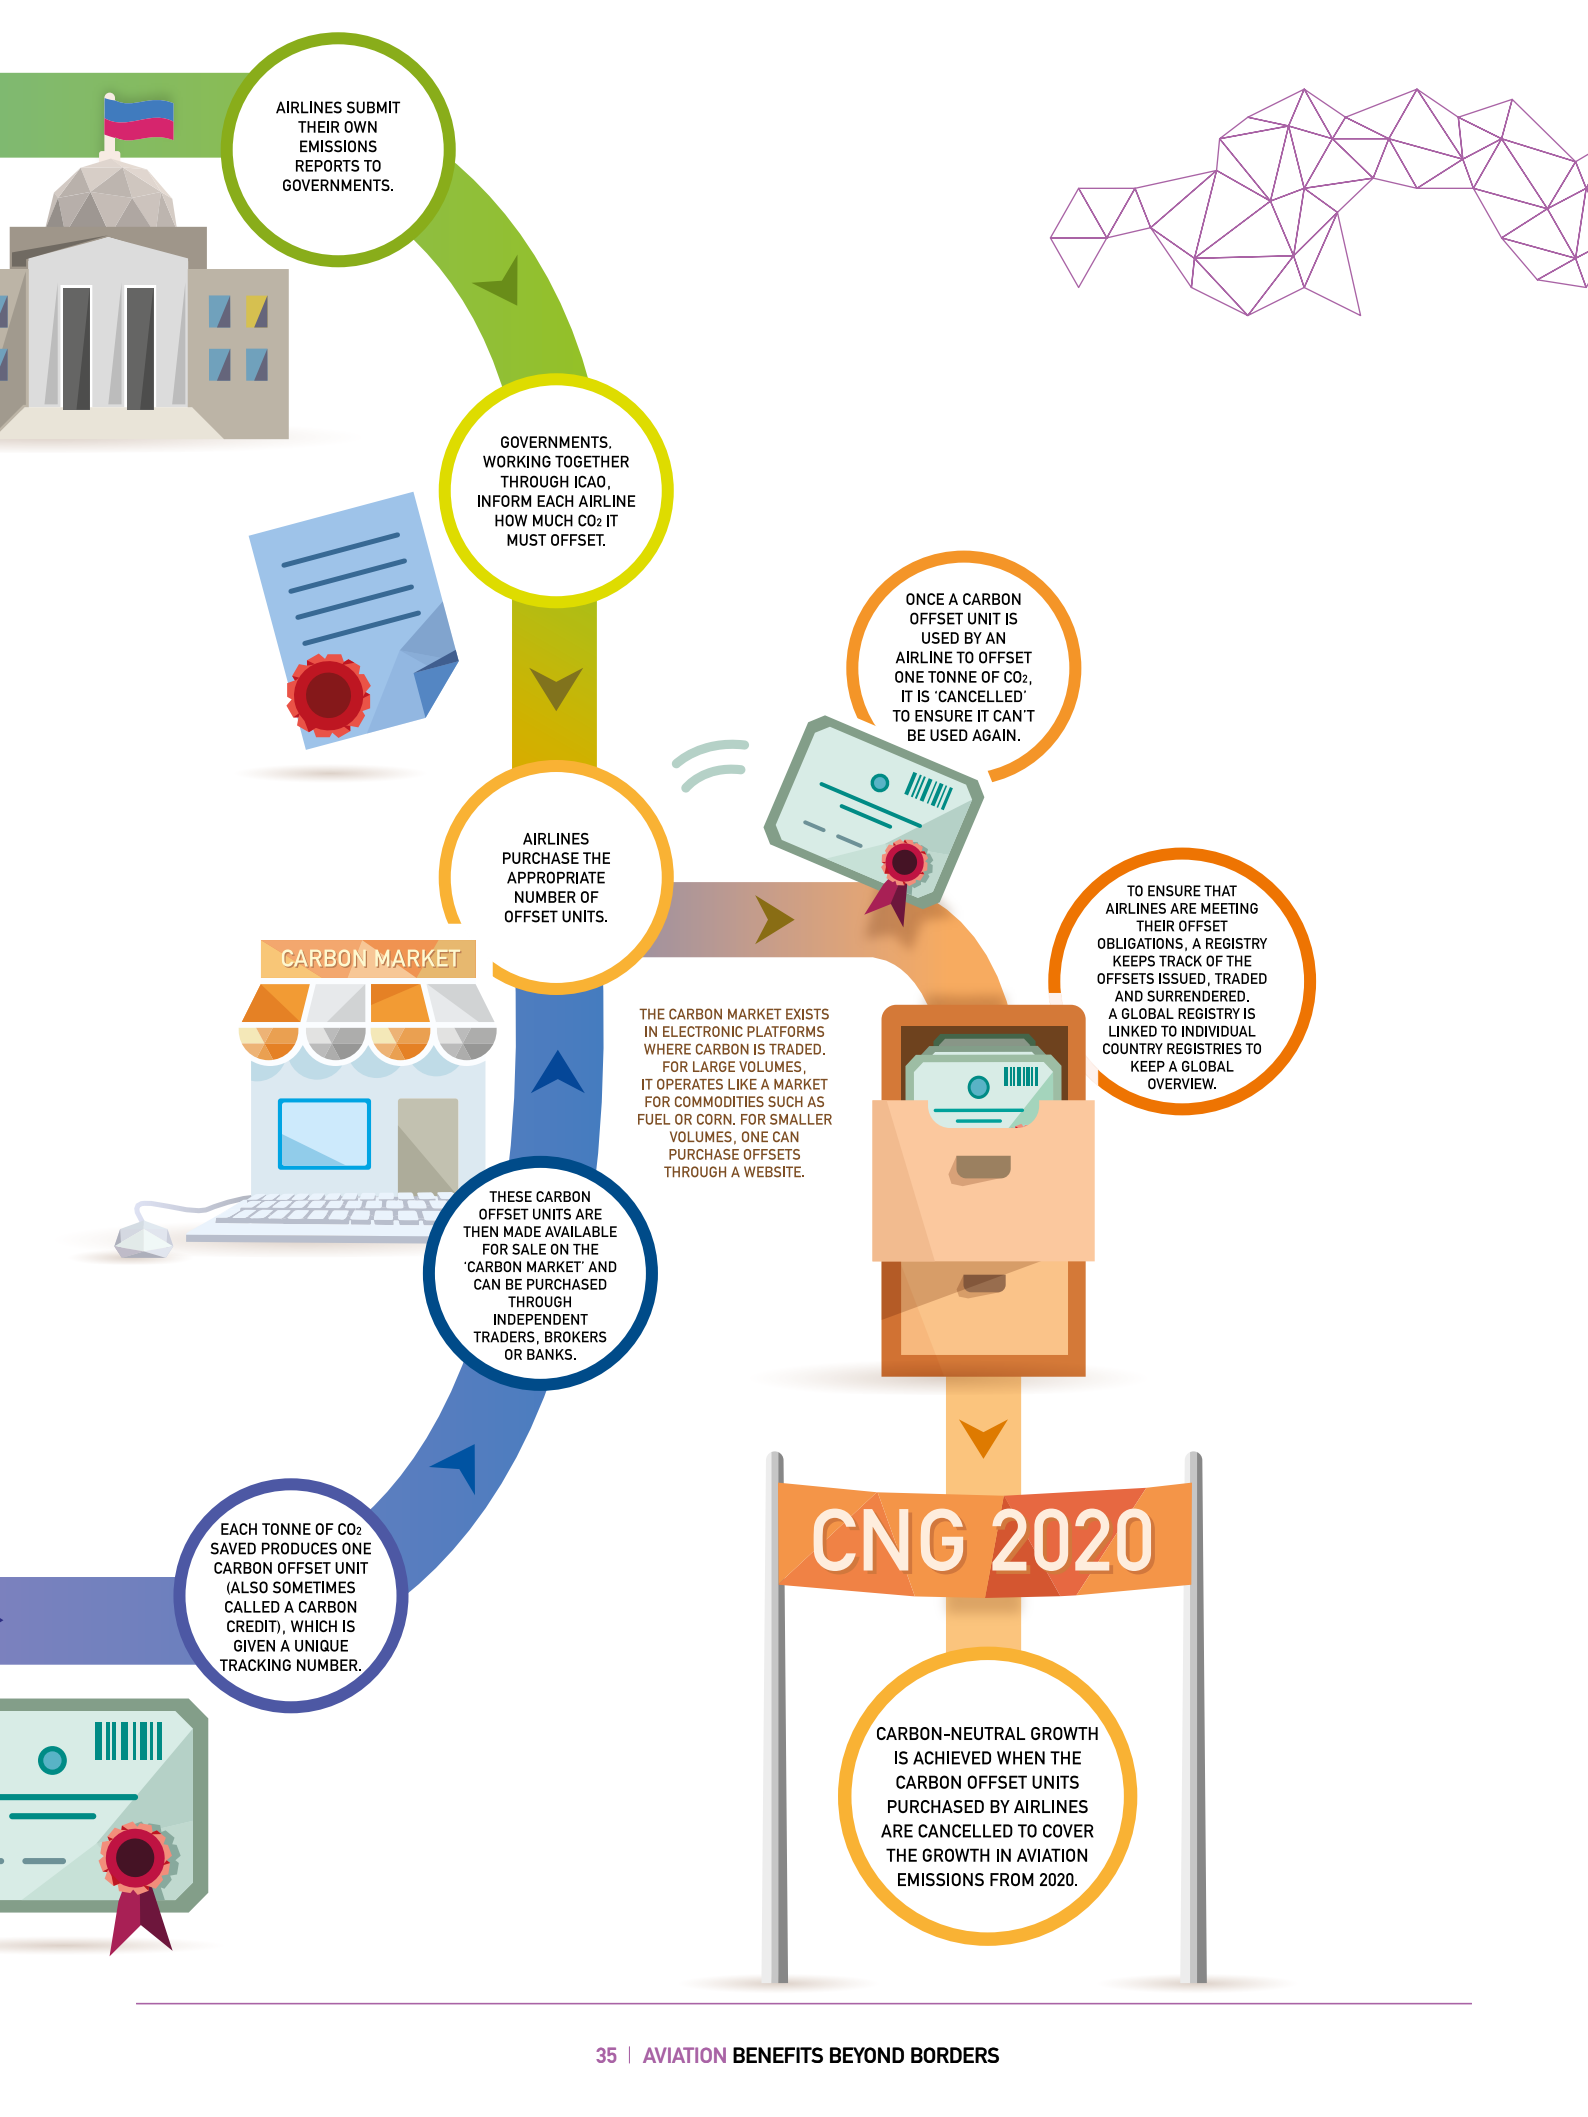 AIRLINES SUBMIT
THEIR OWN
EMISSIONS
REPORTS TO
GOVERNMENTS.
GOVERNMENTS,
WORKING TOGETHER
THROUGH ICAO,
INFORM EACH AIRLINE
HOW MUCH CO₂ IT
MUST OFFSET.
ONCE A CARBON
OFFSET UNIT IS
USED BY AN
AIRLINE TO OFFSET
ONE TONNE OF CO₂,
IT IS ‘CANCELLED’
TO ENSURE IT CAN’T
BE USED AGAIN.
AIRLINES
PURCHASE THE
APPROPRIATE
NUMBER OF
OFFSET UNITS.
TO ENSURE THAT
AIRLINES ARE MEETING
THEIR OFFSET
OBLIGATIONS, A REGISTRY
KEEPS TRACK OF THE
OFFSETS ISSUED, TRADED
AND SURRENDERED.
A GLOBAL REGISTRY IS
LINKED TO INDIVIDUAL
COUNTRY REGISTRIES TO
KEEP A GLOBAL
OVERVIEW.
CARBON MARKET
THE CARBON MARKET EXISTS
IN ELECTRONIC PLATFORMS
WHERE CARBON IS TRADED.
FOR LARGE VOLUMES,
IT OPERATES LIKE A MARKET
FOR COMMODITIES SUCH AS
FUEL OR CORN. FOR SMALLER
VOLUMES, ONE CAN
PURCHASE OFFSETS
THROUGH A WEBSITE.
THESE CARBON
OFFSET UNITS ARE
THEN MADE AVAILABLE
FOR SALE ON THE
‘CARBON MARKET’ AND
CAN BE PURCHASED
THROUGH
INDEPENDENT
TRADERS, BROKERS
OR BANKS.
EACH TONNE OF CO₂
SAVED PRODUCES ONE
CARBON OFFSET UNIT
(ALSO SOMETIMES
CALLED A CARBON
CREDIT), WHICH IS
GIVEN A UNIQUE
TRACKING NUMBER.
CNG 2020
CARBON-NEUTRAL GROWTH
IS ACHIEVED WHEN THE
CARBON OFFSET UNITS
PURCHASED BY AIRLINES
ARE CANCELLED TO COVER
THE GROWTH IN AVIATION
EMISSIONS FROM 2020.
35 | AVIATION BENEFITS BEYOND BORDERS